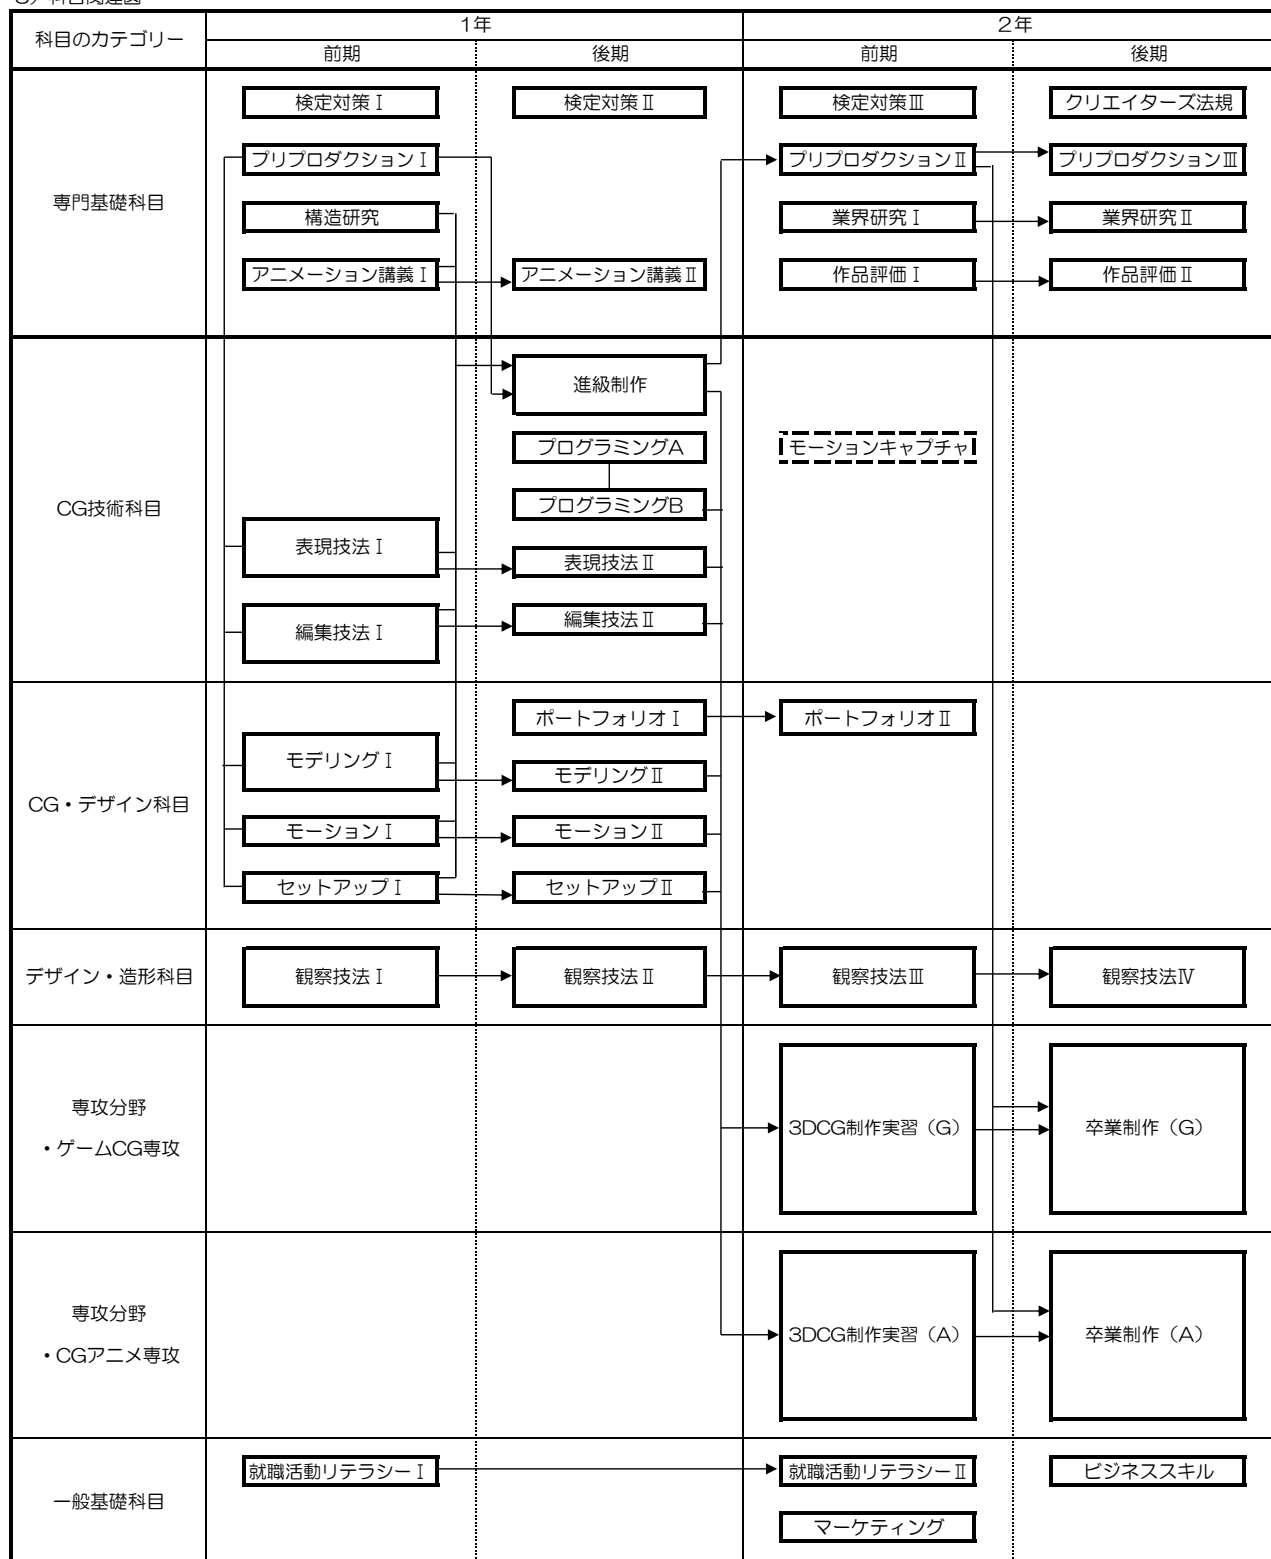 科目関連図
科目のカテゴリー
1年
2年
前期
後期
前期
後期
専門基礎科目
検定対策Ⅰ
検定対策Ⅱ
検定対策Ⅲ
クリエイターズ法規
プリプロダクションⅠ
プリプロダクションⅡ
プリプロダクションⅢ
構造研究
業界研究Ⅰ
業界研究Ⅱ
アニメーション講義Ⅰ
アニメーション講義Ⅱ
作品評価Ⅰ
作品評価Ⅱ
CG技術科目
進級制作
プログラミングA
モーションキャプチャ
プログラミングB
表現技法Ⅰ
表現技法Ⅱ
編集技法Ⅰ
編集技法Ⅱ
CG・デザイン科目
ポートフォリオⅠ
ポートフォリオⅡ
モデリングⅠ
モデリングⅡ
モーションⅠ
モーションⅡ
セットアップⅠ
セットアップⅡ
デザイン・造形科目
観察技法Ⅰ
観察技法Ⅱ
観察技法Ⅲ
観察技法Ⅳ
専攻分野
・ゲームCG専攻
3DCG制作実習（G）
卒業制作（G）
専攻分野
・CGアニメ専攻
3DCG制作実習（A）
卒業制作（A）
一般基礎科目
就職活動リテラシーⅠ
就職活動リテラシーⅡ
ビジネススキル
マーケティング